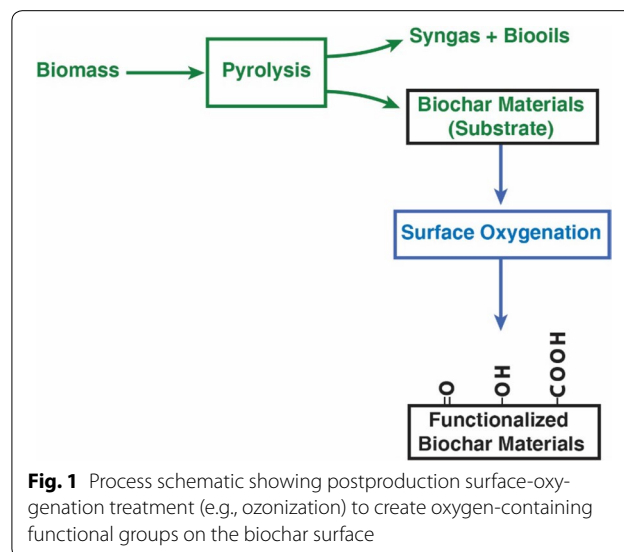 Syngas + Biooils
Biomass
Pyrolysis
Biochar Materials
(Substrate)
Surface Oxygenation
=O
-OH
-COOH
Functionalized
Biochar Materials
Fig. 1 Process schematic showing postproduction surface-oxy-
genation treatment (e.g., ozonization) to create oxygen-containing
functional groups on the biochar surface